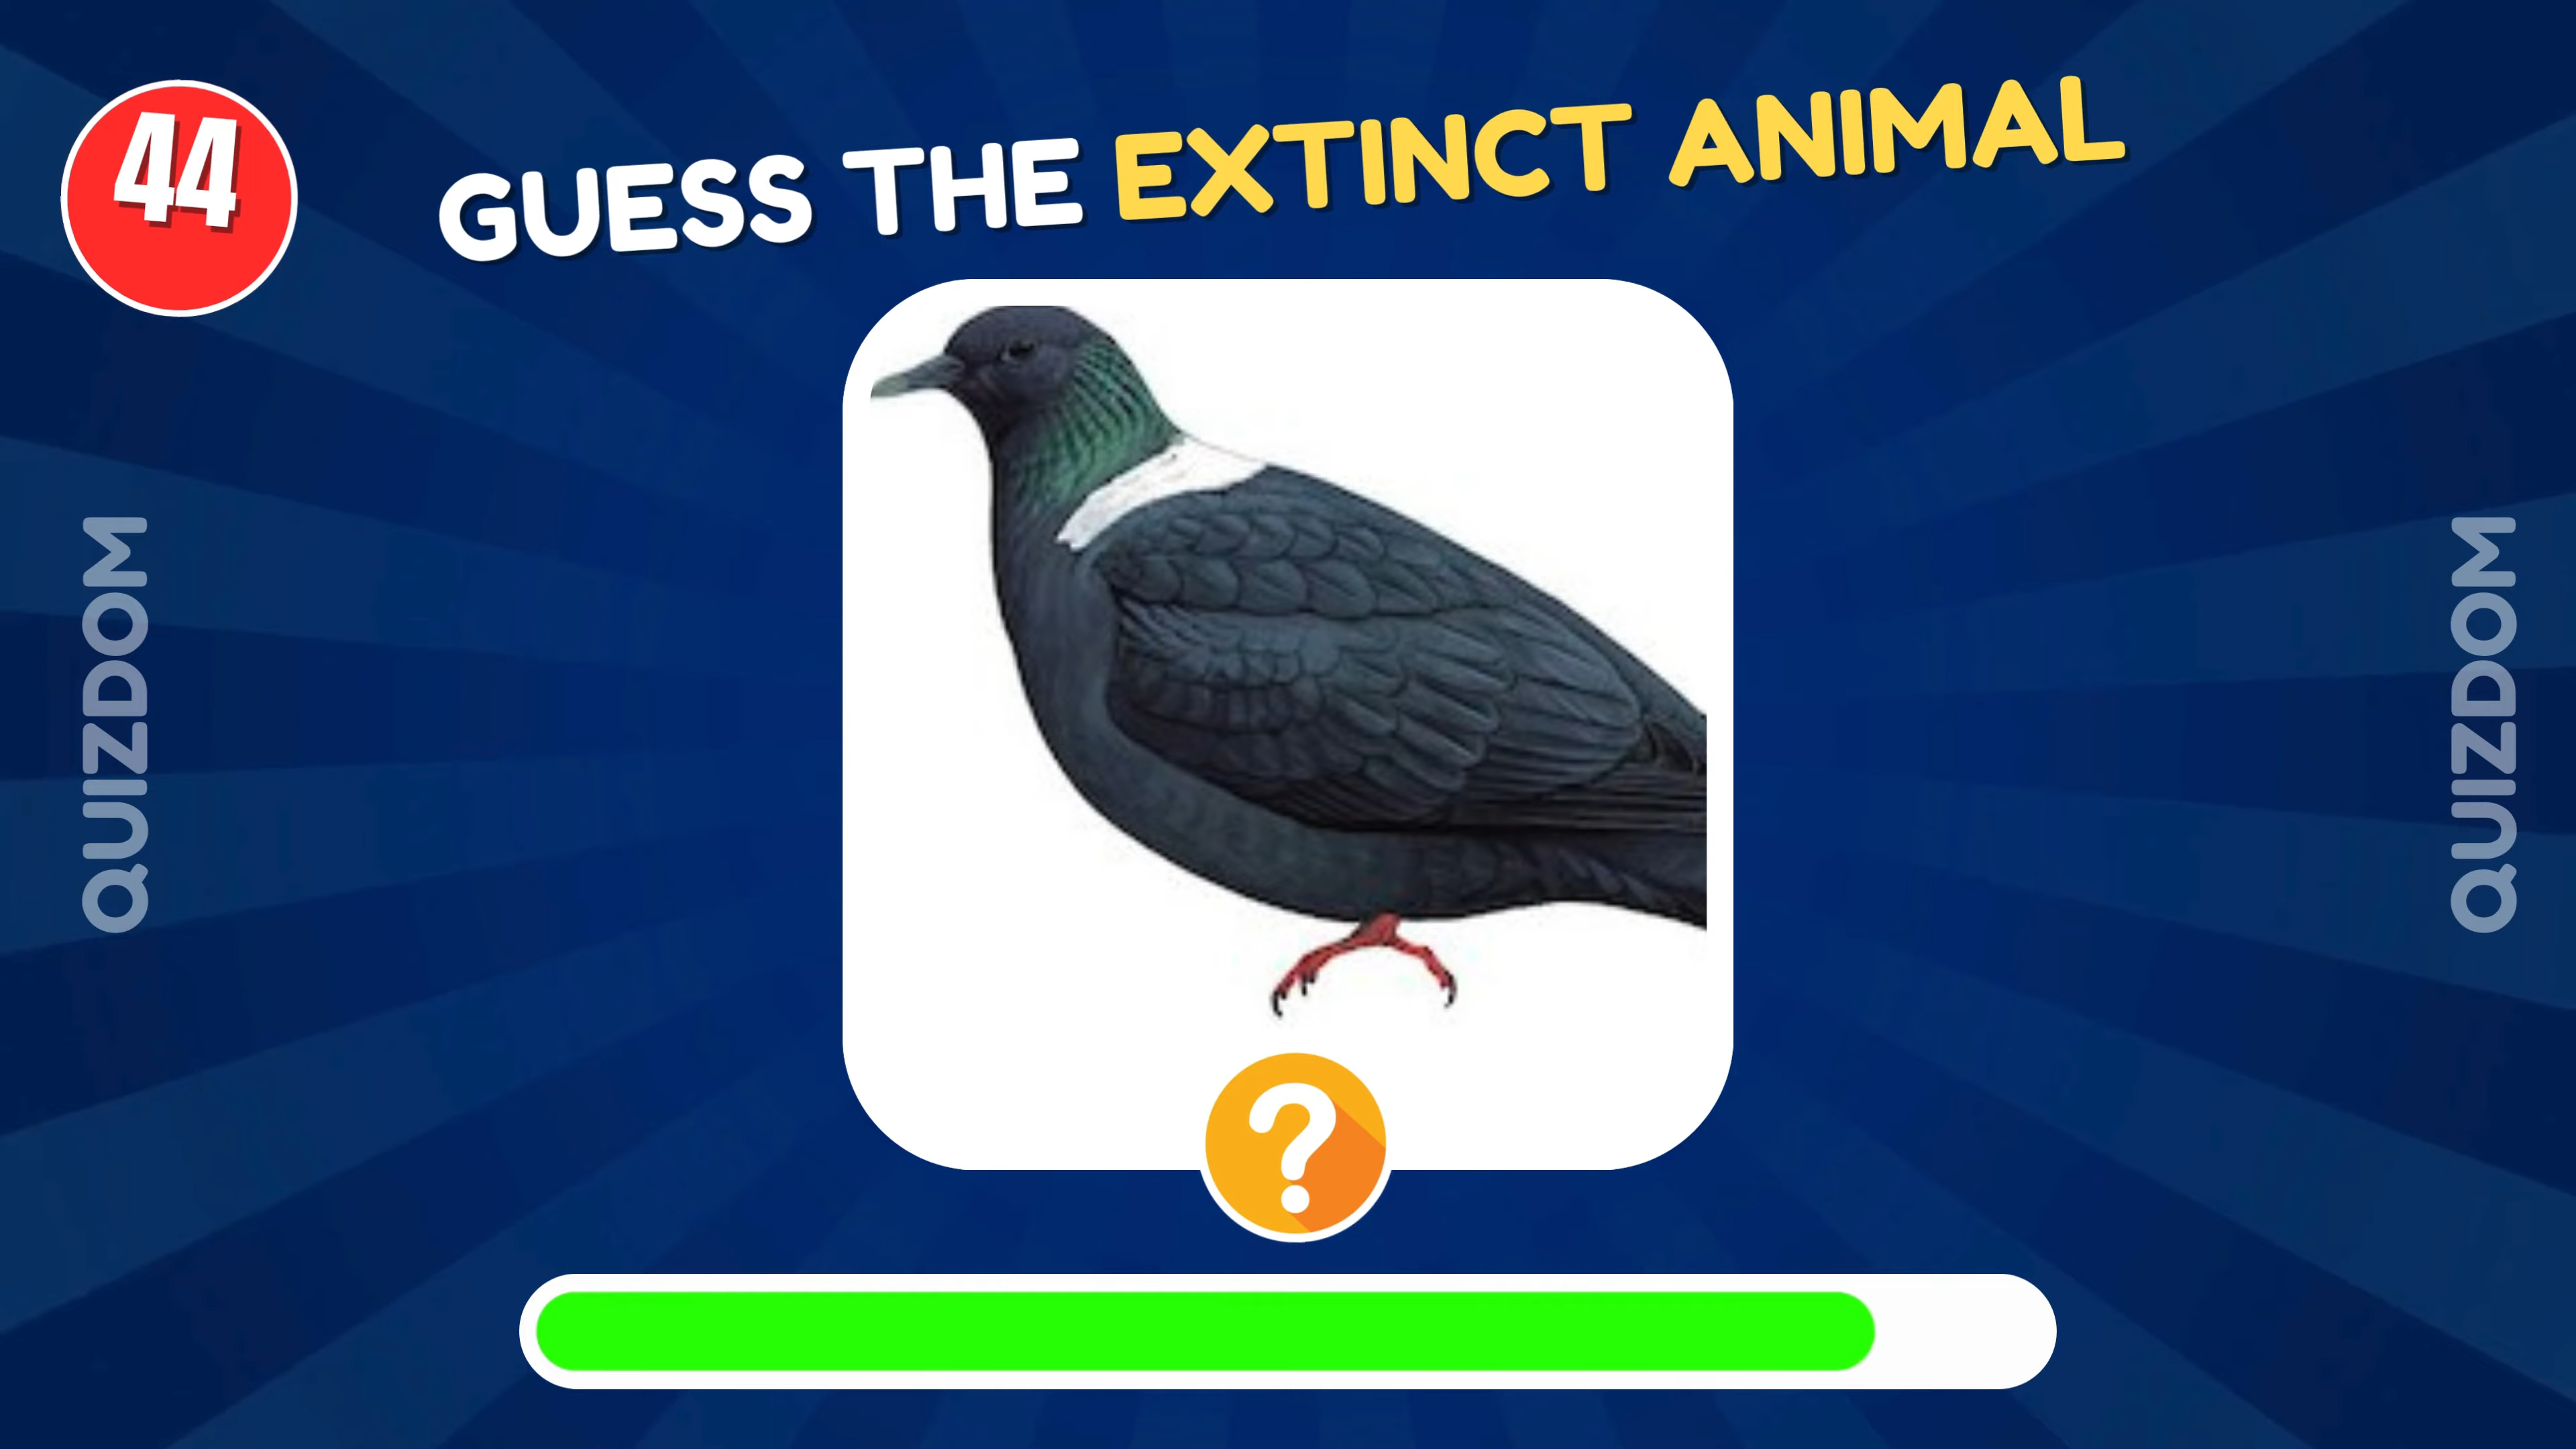 44
GUESS THE EXTINCT ANIMAL
QUIZDOM
QUIZDOM
?